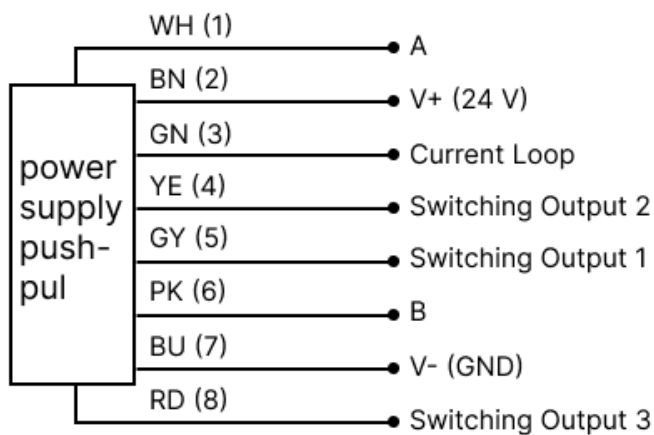 WH (1)
A
BN (2)
V+ (24 V)
GN (3)
Current Loop
power
supply
push-
pul
YE (4)
Switching Output 2
GY (5)
Switching Output 1
PK (6)
B
BU (7)
V- (GND)
RD (8)
Switching Output 3